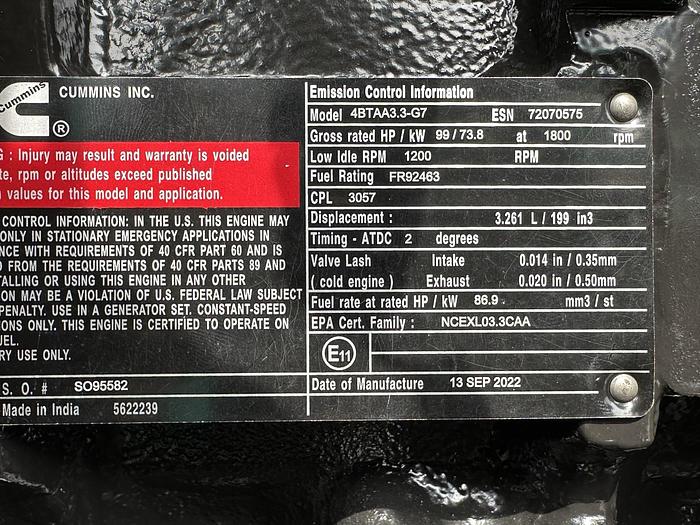 Cummins
CUMMINS INC.
®
G : Injury may result and warranty is voided
te, rpm or altitudes exceed published
n values for this model and application.
CONTROL INFORMATION: IN THE U.S. THIS ENGINE MAY
ONLY IN STATIONARY EMERGENCY APPLICATIONS IN
NCE WITH REQUIREMENTS OF 40 CFR PART 60 AND IS
D FROM THE REQUIREMENTS OF 40 CFR PARTS 89 AND
TALLING OR USING THIS ENGINE IN ANY OTHER
ION MAY BE A VIOLATION OF U.S. FEDERAL LAW SUBJECT
PENALTY. USE IN A GENERATOR SET. CONSTANT-SPEED
IONS ONLY. THIS ENGINE IS CERTIFIED TO OPERATE ON
UEL.
RY USE ONLY.
S. O. # SO95582
Made in India 5622239
Emission Control Information
Model 4BTAA3.3-G7 ESN 72070575
Gross rated HP / kW 99 / 73.8 at 1800 rpm
Low Idle RPM 1200 RPM
Fuel Rating FR92463
CPL 3057
Displacement : 3.261 L / 199 in3
Timing - ATDC 2 degrees
Valve Lash Intake 0.014 in / 0.35mm
( cold engine ) Exhaust 0.020 in / 0.50mm
Fuel rate at rated HP / kW 86.9 mm3 / st
EPA Cert. Family : NCEXL03.3CAA
E11
Date of Manufacture 13 SEP 2022